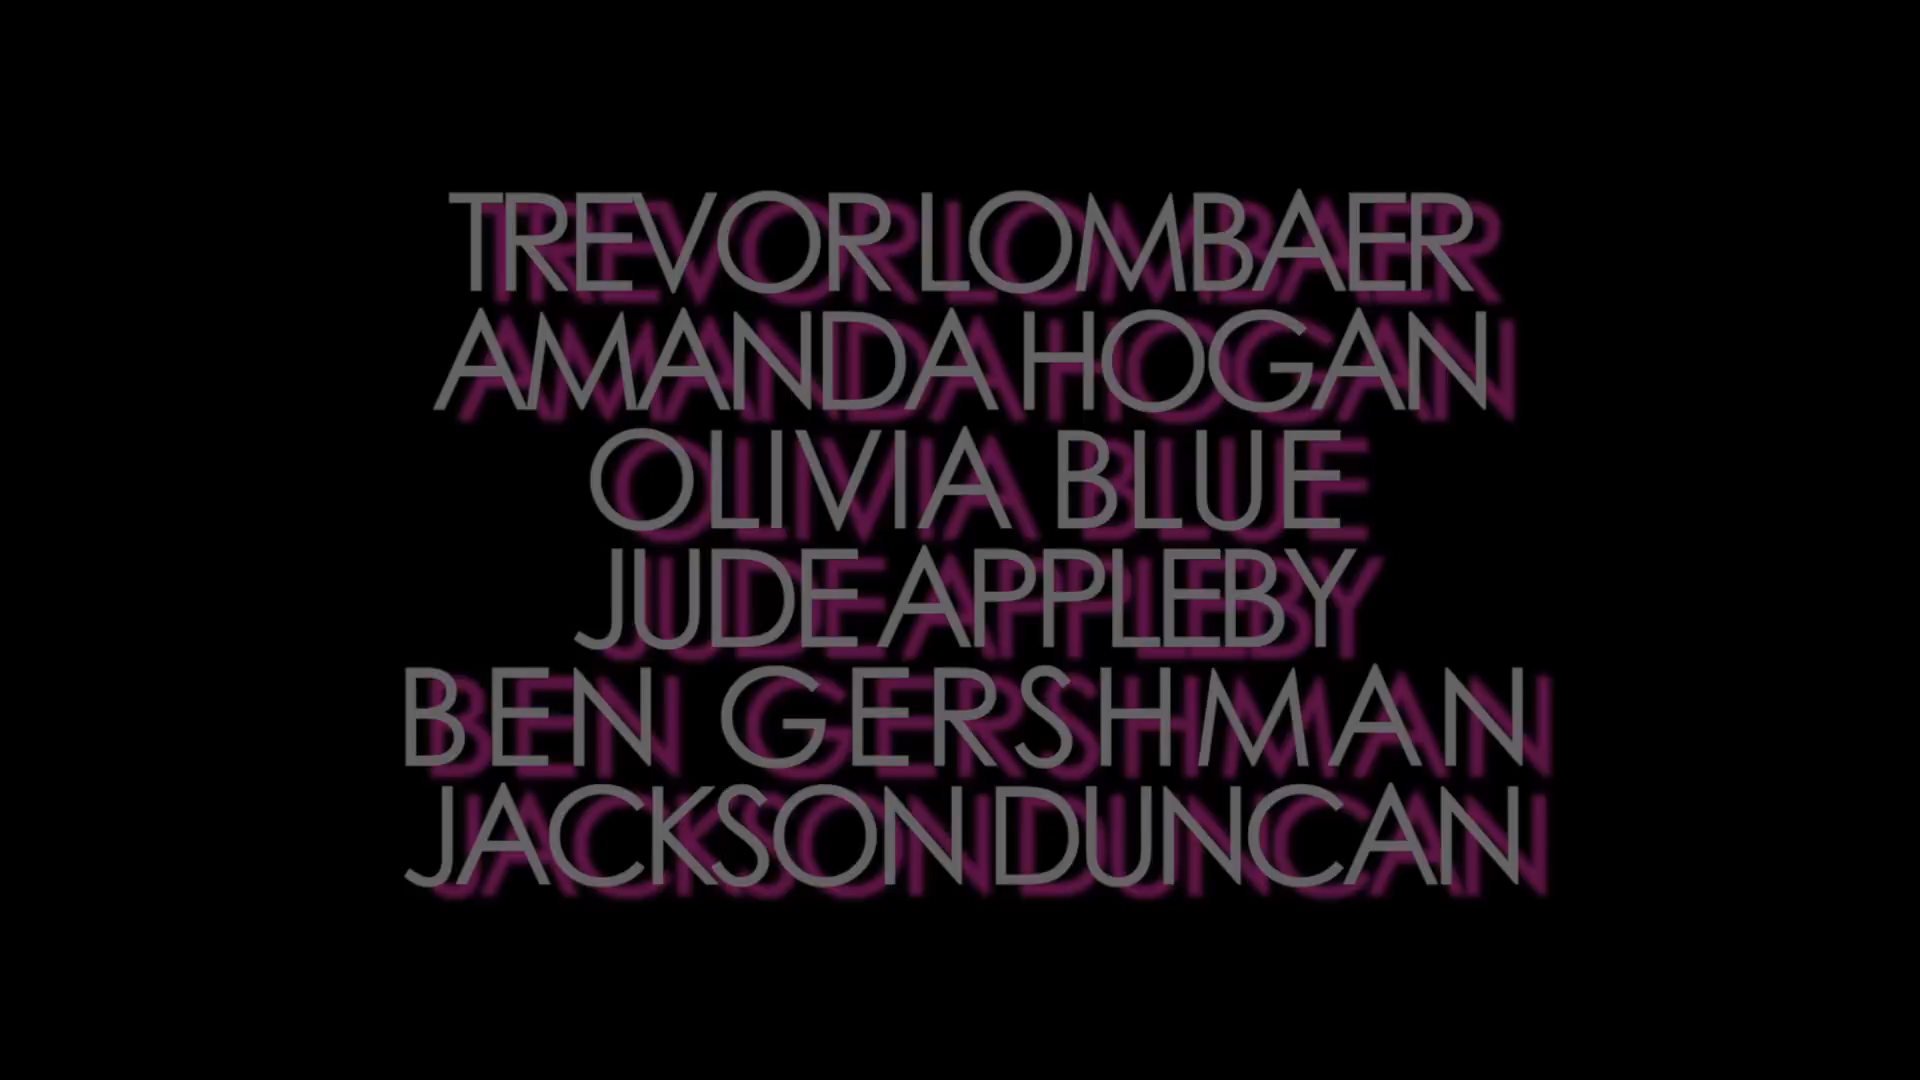 TREVOR LOMBAER
AMANDA HOGAN
OLIVIA BLUE
JUDE APPLEBY
BEN GERSHMAN
JACKSON DUNCAN